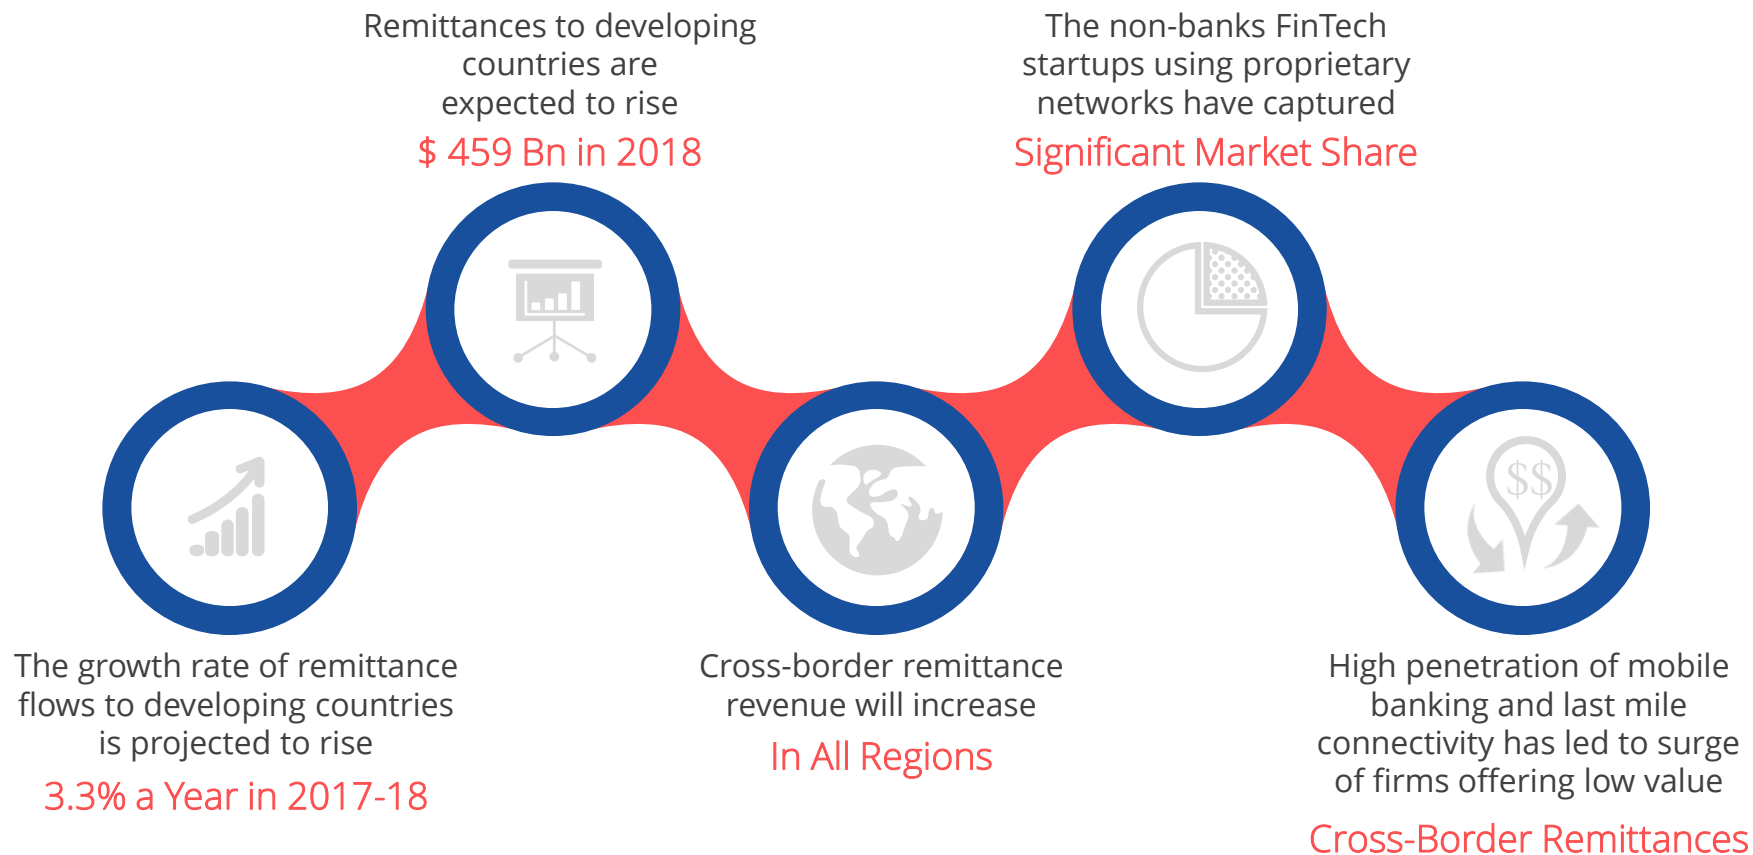 Remittances to developing
countries are
expected to rise
$ 459 Bn in 2018
The non-banks FinTech
startups using proprietary
networks have captured
Significant Market Share
$$
The growth rate of remittance
flows to developing countries
is projected to rise
3.3% a Year in 2017-18
Cross-border remittance
revenue will increase
In All Regions
High penetration of mobile
banking and last mile
connectivity has led to surge
of firms offering low value
Cross-Border Remittances